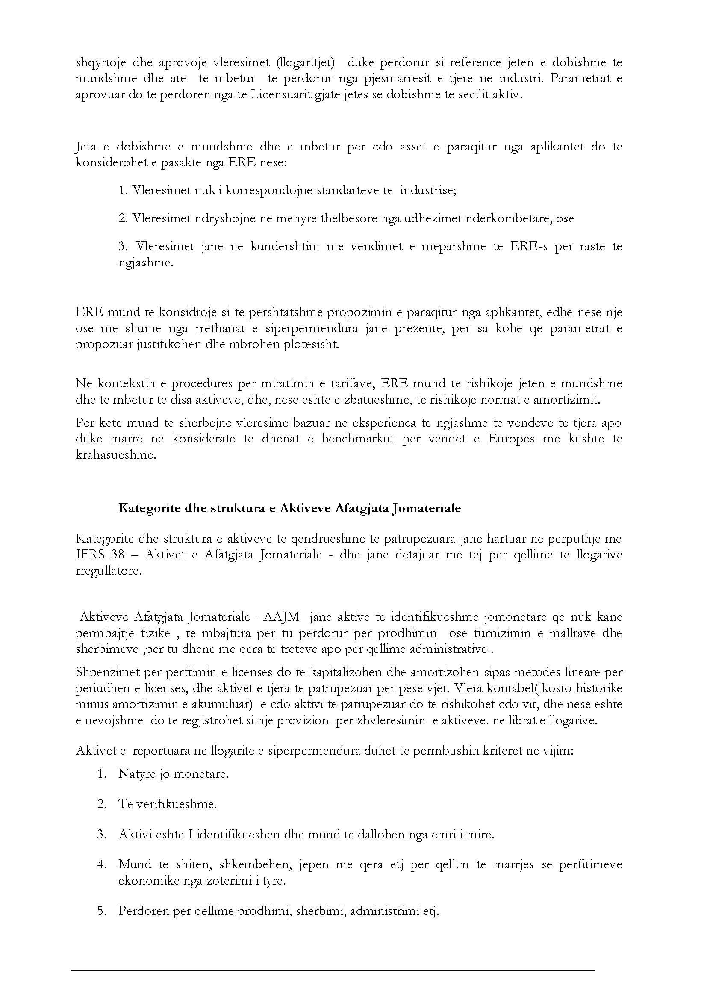 shqyrtoje dhe aprovoje vleresimet (llogaritjet)  duke perdorur si reference jeten e dobishme te
mundshme dhe ate  te mbetur  te perdorur nga pjesmarresit e tjere ne industri. Parametrat e
aprovuar do te perdoren nga te Licensuarit gjate jetes se dobishme te secilit aktiv.
Jeta e dobishme e mundshme dhe e mbetur per cdo asset e paraqitur nga aplikantet do te
konsiderohet e pasakte nga ERE nese:
1. Vleresimet nuk i korrespondojne standarteve te  industrise;
2. Vleresimet ndryshojne ne menyre thelbesore nga udhezimet nderkombetare, ose
3. Vleresimet jane ne kundershtim me vendimet e meparshme te ERE-s per raste te
ngjashme.
ERE mund te konsidroje si te pershtatshme propozimin e paraqitur nga aplikantet, edhe nese nje
ose me shume nga rrethanat e siperpermendura jane prezente, per sa kohe qe parametrat e
propozuar justifikohen dhe mbrohen plotesisht.
Ne kontekstin e procedures per miratimin e tarifave, ERE mund te rishikoje jeten e mundshme
dhe te mbetur te disa aktiveve, dhe, nese eshte e zbatueshme, te rishikoje normat e amortizimit.
Per kete mund te sherbejne vleresime bazuar ne eksperienca te ngjashme te vendeve te tjera apo
duke marre ne konsiderate te dhenat e benchmarkut per vendet e Europes me kushte te
krahasueshme.
Kategorite dhe struktura e Aktiveve Afatgjata Jomateriale
Kategorite dhe struktura e aktiveve te qendrueshme te patrupezuara jane hartuar ne perputhje me
IFRS 38 – Aktivet e Afatgjata Jomateriale - dhe jane detajuar me tej per qellime te llogarive
rregullatore.
Aktiveve Afatgjata Jomateriale - AAJM  jane aktive te identifikueshme jomonetare qe nuk kane
permbajtje fizike , te mbajtura per tu perdorur per prodhimin  ose furnizimin e mallrave dhe
sherbimeve ,per tu dhene me qera te treteve apo per qellime administrative .
Shpenzimet per perftimin e licenses do te kapitalizohen dhe amortizohen sipas metodes lineare per
periudhen e licenses, dhe aktivet e tjera te patrupezuar per pese vjet. Vlera kontabel( kosto historike
minus amortizimin e akumuluar)  e cdo aktivi te patrupezuar do te rishikohet cdo vit, dhe nese eshte
e nevojshme  do te regjistrohet si nje provizion  per zhvleresimin  e aktiveve. ne librat e llogarive.
Aktivet e  reportuara ne llogarite e siperpermendura duhet te permbushin kriteret ne vijim:
1. Natyre jo monetare.
2. Te verifikueshme.
3. Aktivi eshte I identifikueshen dhe mund te dallohen nga emri i mire.
4. Mund te shiten, shkembehen, jepen me qera etj per qellim te marrjes se perfitimeve
ekonomike nga zoterimi i tyre.
5. Perdoren per qellime prodhimi, sherbimi, administrimi etj.